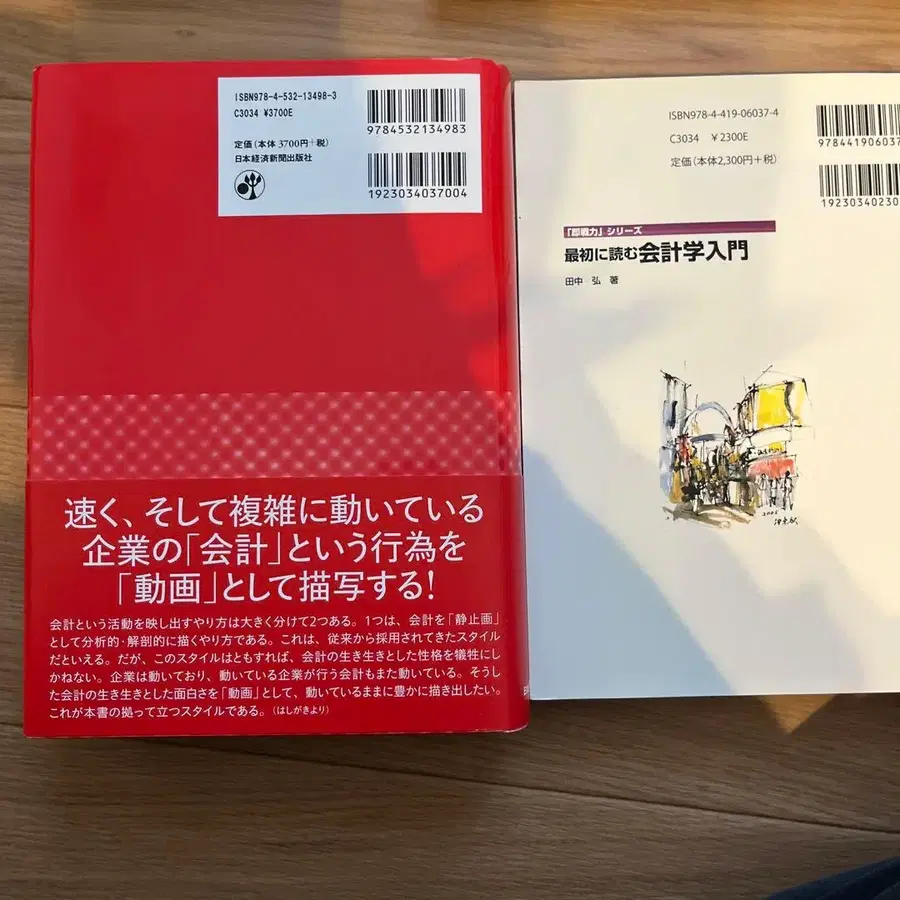 ISBN978-4-532-13498-3
C3034 ¥3700E
定価(本体 3700円+税)
日本経済新聞出版社
9784532134983
1923034037004
速く、そして複雑に動いている
企業の「会計」という行為を
「動画」として描写する!
会計という活動を映し出すやり方は大きく分けて2つある。1つは、会計を「静止画」
として分析的・解剖的に描くやり方である。これは、従来から採用されてきたスタイル
だといえる。だが、このスタイルはともすれば、会計の生き生きとした性格を犠牲にし
かねない。企業は動いており、動いている企業が行う会計もまた動いている。そうし
た会計の生き生きとした面白さを「動画」として、動いているままに豊かに描き出したい。
これが本書の拠って立つスタイルである。(はしがきより)
ISBN978-4-419-06037-4
C3034 ¥2300E
定価(本体2,300円+税)
978441906037
19230340230
「即戦力」シリーズ
最初に読む会計学入門
田中 弘 著
2005